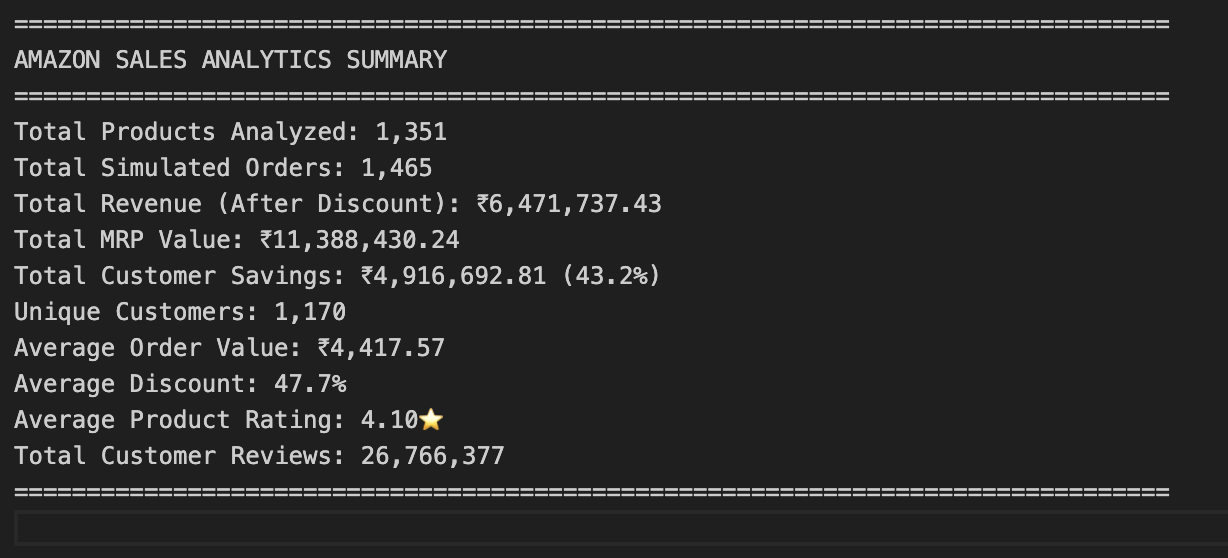 ================================================================================
AMAZON SALES ANALYTICS SUMMARY
================================================================================
Total Products Analyzed: 1,351
Total Simulated Orders: 1,465
Total Revenue (After Discount): ₹6,471,737.43
Total MRP Value: ₹11,388,430.24
Total Customer Savings: ₹4,916,692.81 (43.2%)
Unique Customers: 1,170
Average Order Value: ₹4,417.57
Average Discount: 47.7%
Average Product Rating: 4.10⭐
Total Customer Reviews: 26,766,377
================================================================================